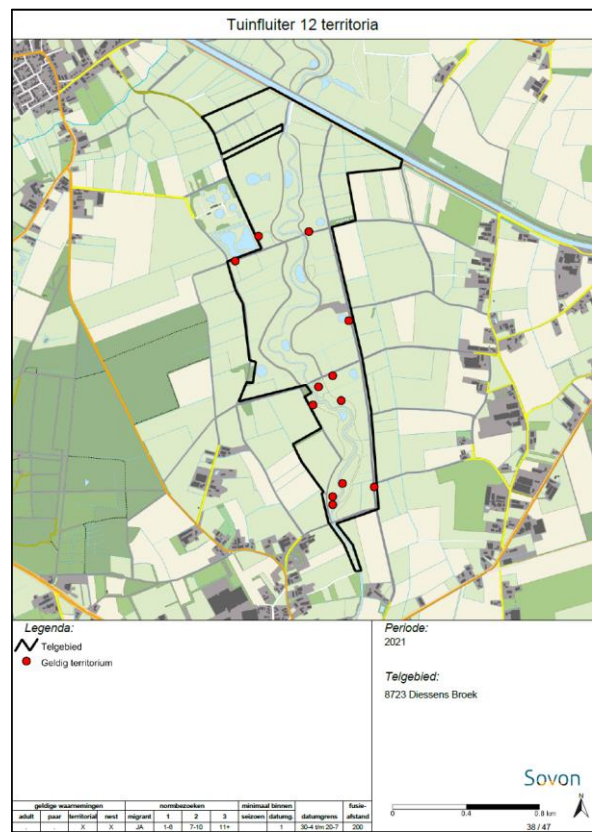 Tuinfluiter 12 territoria
Legenda:
Telgebied
Geldig territorium
Periode:
2021
Telgebied:
8723 Diessens Broek
Sovon
N
0 0.4 0.8 km
38 / 47
geldige waarnemingen normbezoeken minimaal binnen fusie-
adult paar territoriaal nest migrant 1 2 3 seizoen datumg. datumgrens afstand
. . X X JA 1-6 7-10 11+ 1 30-4 t/m 20-7 200